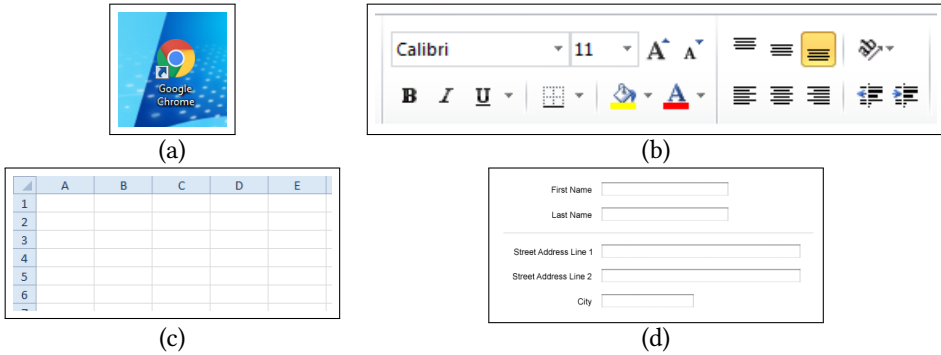 Google
Chrome
(a)
Calibri 11 A A
B I U A
(b)
A B C D E
1
2
3
4
5
6
(c)
First Name
Last Name
Street Address Line 1
Street Address Line 2
City
(d)